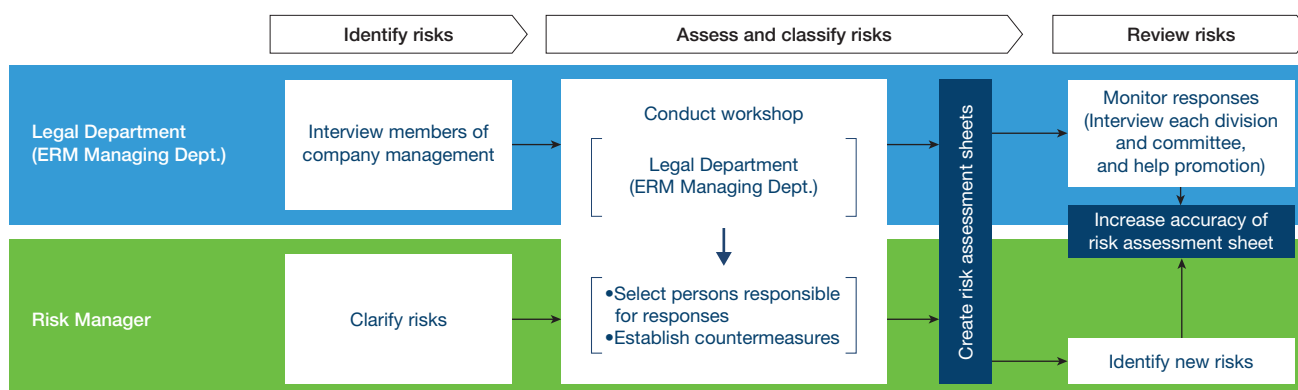 Identify risks
Assess and classify risks
Review risks
Legal Department
(ERM Managing Dept.)
Interview members of
company management
Conduct workshop
Legal Department
(ERM Managing Dept.)
•Select persons responsible
for responses
•Establish countermeasures
Create risk assessment sheets
Monitor responses
(Interview each division
and committee,
and help promotion)
Increase accuracy of
risk assessment sheet
Risk Manager
Clarify risks
Identify new risks